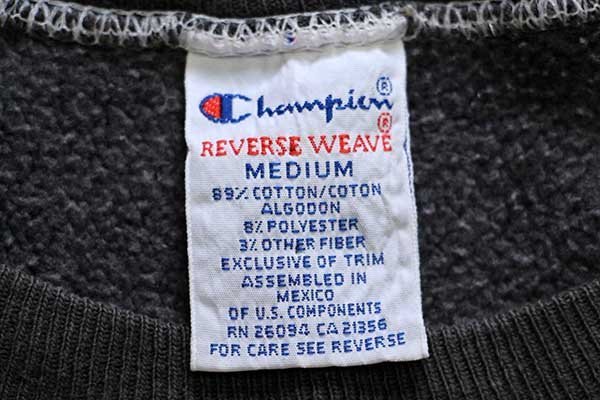 Champion®
REVERSE WEAVE®
MEDIUM
89% COTTON/COTON
ALGODON
8% POLYESTER
3% OTHER FIBER
EXCLUSIVE OF TRIM
ASSEMBLED IN
MEXICO
OF U.S. COMPONENTS
RN 26094 CA 21356
FOR CARE SEE REVERSE